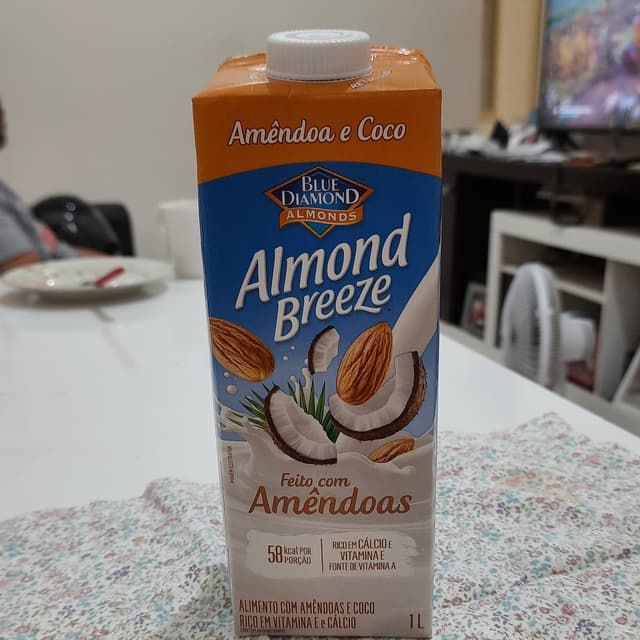 Amêndoa e Coco
BLUE
DIAMOND
ALMONDS
Almond
Breeze
Feito com
Amêndoas
58 kcal POR
PORÇÃO
RICO EM CÁLCIO E
VITAMINA E
FONTE DE VITAMINA A
ALIMENTO COM AMÊNDOAS E COCO
RICO EM VITAMINA E e CÁLCIO
1 L